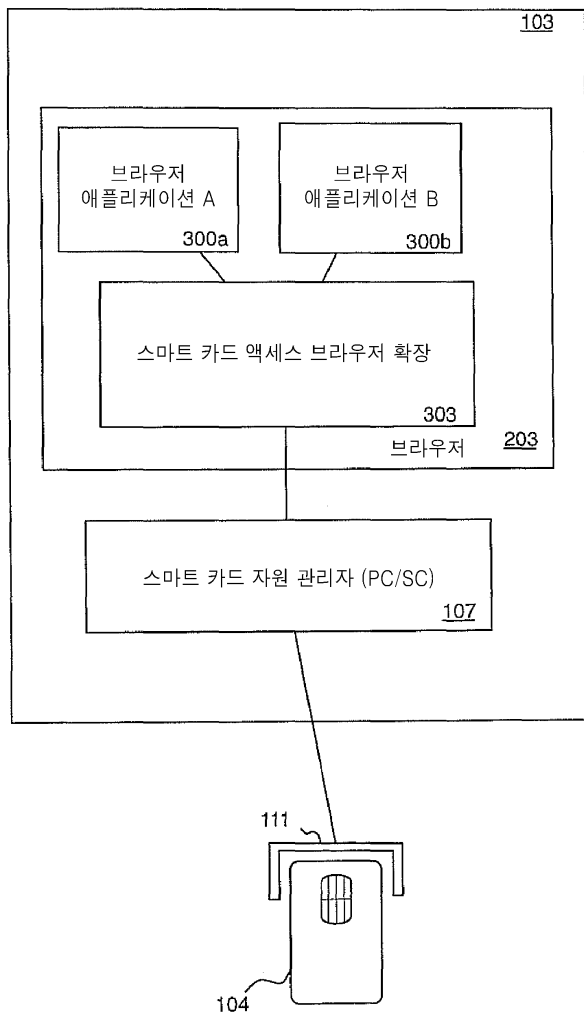 103
브라우저
애플리케이션 A
300a
브라우저
애플리케이션 B
300b
스마트 카드 액세스 브라우저 확장
303
브라우저
203
스마트 카드 자원 관리자 (PC/SC)
107
111
104